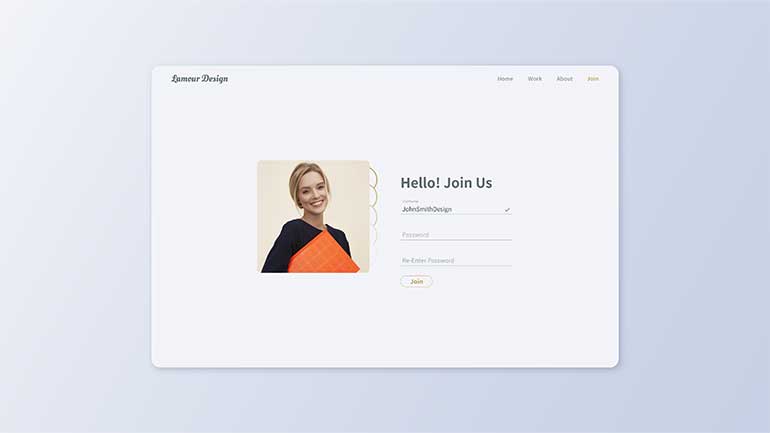 Lamour Design
Home Work About Join
Hello! Join Us
Username
JohnSmithDesign
Password
Re-Enter Password
Join